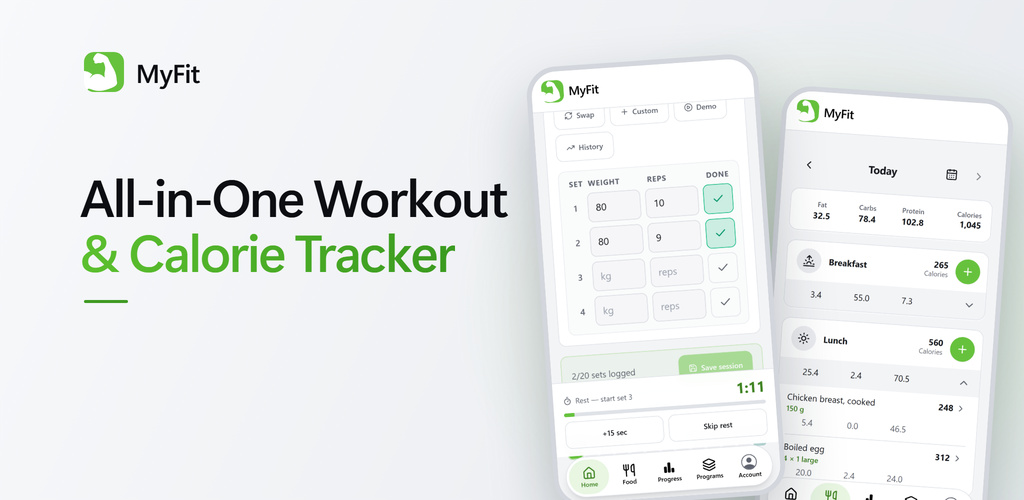 MyFit
All-in-One Workout
& Calorie Tracker
MyFit
Swap
Custom
Demo
History
SET WEIGHT REPS DONE
1 80 10
2 80 9
3 kg reps
4 kg reps
2/20 sets logged
Save session
Rest — start set 3
1:11
+15 sec
Skip rest
Home
Food
Progress
Programs
Account
MyFit
Today
Fat Carbs Protein Calories
32.5 78.4 102.8 1,045
Breakfast
265
Calories
3.4 55.0 7.3
Lunch
560
Calories
25.4 2.4 70.5
Chicken breast, cooked
248
150 g
5.4 0.0 46.5
Boiled egg
312
× 1 large
20.0 2.4 24.0